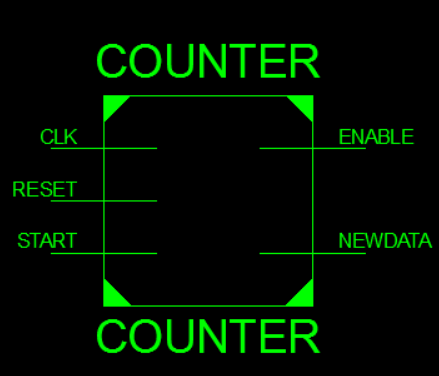 COUNTER
CLK
ENABLE
RESET
START
NEWDATA
COUNTER